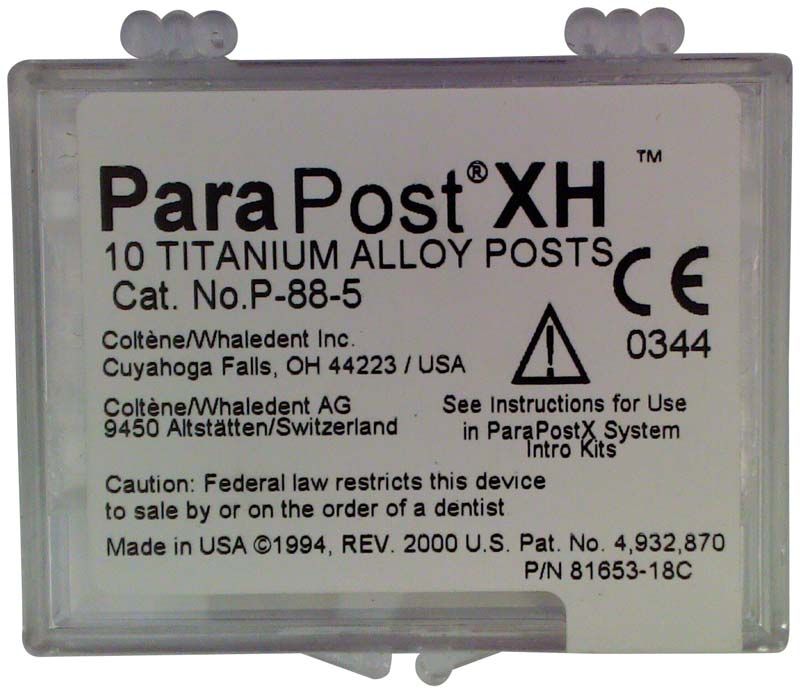 ParaPost® XH ™
10 TITANIUM ALLOY POSTS
Cat. No.P-88-5
CE
0344
Coltène/Whaledent Inc.
Cuyahoga Falls, OH 44223 / USA
Coltène/Whaledent AG
9450 Altstätten/Switzerland
!
See Instructions for Use
in ParaPostX System
Intro Kits
Caution: Federal law restricts this device
to sale by or on the order of a dentist
Made in USA ©1994, REV. 2000 U.S. Pat. No. 4,932,870
P/N 81653-18C